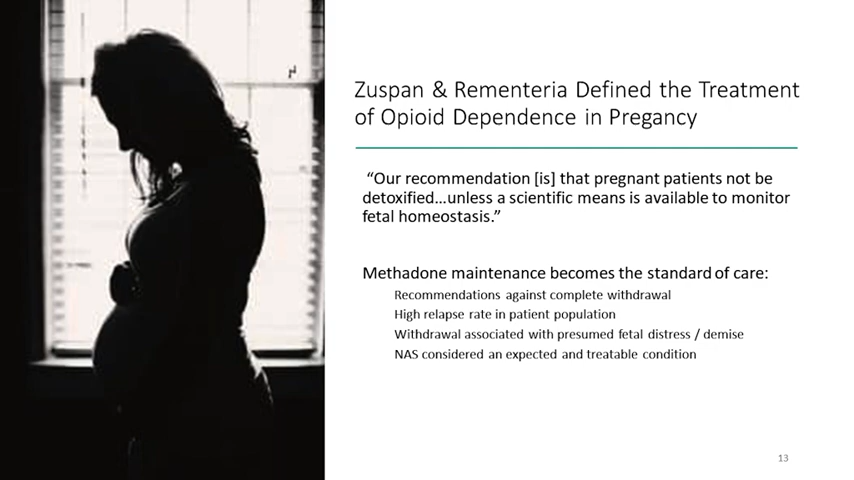 Zuspan & Rementeria Defined the Treatment
of Opioid Dependence in Pregancy
“Our recommendation [is] that pregnant patients not be
detoxified…unless a scientific means is available to monitor
fetal homeostasis.”
Methadone maintenance becomes the standard of care:
Recommendations against complete withdrawal
High relapse rate in patient population
Withdrawal associated with presumed fetal distress / demise
NAS considered an expected and treatable condition
13